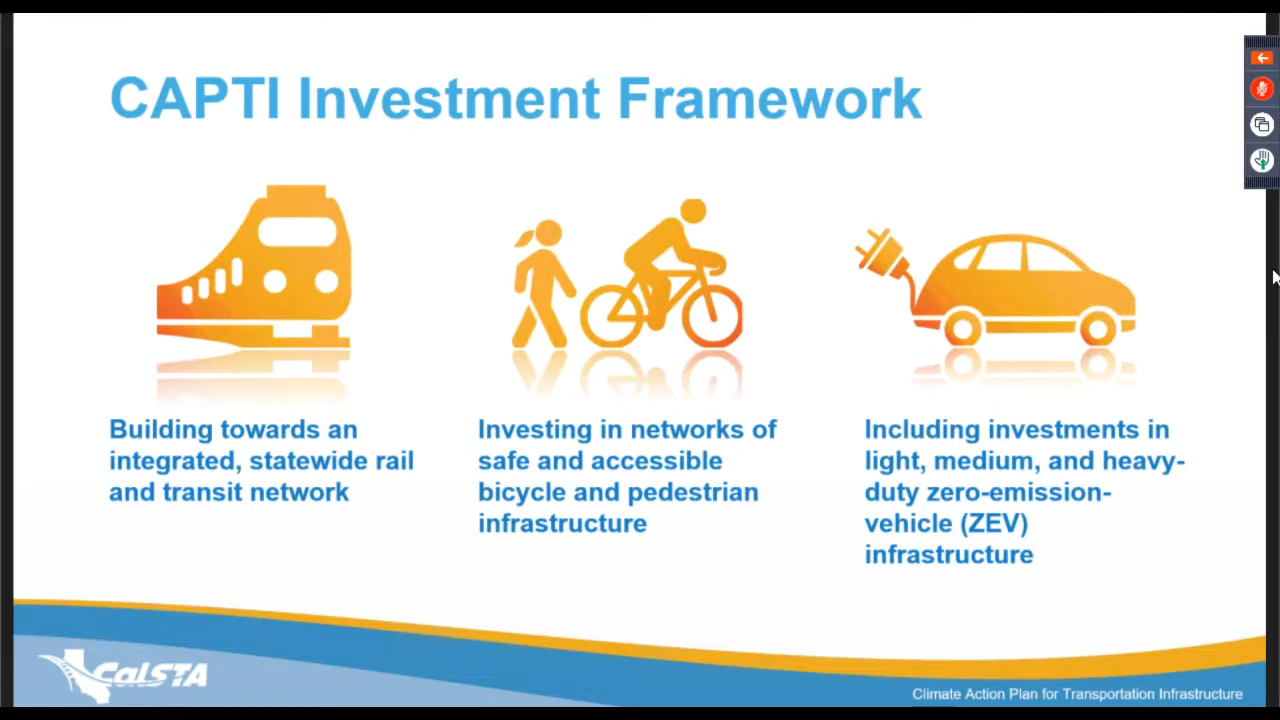 CAPTI Investment Framework
Building towards an
integrated, statewide rail
and transit network
Investing in networks of
safe and accessible
bicycle and pedestrian
infrastructure
Including investments in
light, medium, and heavy-
duty zero-emission-
vehicle (ZEV)
infrastructure
CalSTA
Climate Action Plan for Transportation Infrastructure